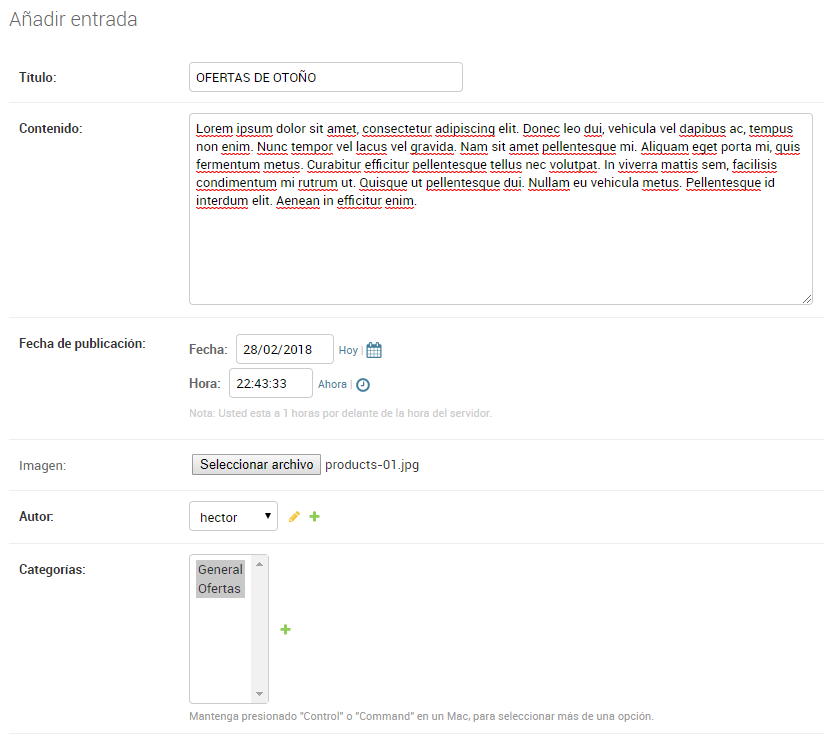 Añadir entrada
Título: OFERTAS DE OTOÑO
Contenido: Lorem ipsum dolor sit amet, consectetur adipiscing elit. Donec leo dui, vehicula vel dapibus ac, tempus
non enim. Nunc tempor vel lacus vel gravida. Nam sit amet pellentesque mi. Aliquam eget porta mi, quis
fermentum metus. Curabitur efficitur pellentesque tellus nec volutpat. In viverra mattis sem, facilisis
condimentum mi rutrum ut. Quisque ut pellentesque dui. Nullam eu vehicula metus. Pellentesque id
interdum elit. Aenean in efficitur enim.
Fecha de publicación: Fecha: 28/02/2018 Hoy |
Hora: 22:43:33 Ahora |
Nota: Usted esta a 1 horas por delante de la hora del servidor.
Imagen: Seleccionar archivo products-01.jpg
Autor: hector
Categorías: General
Ofertas
Mantenga presionado "Control" o "Command" en un Mac, para seleccionar más de una opción.